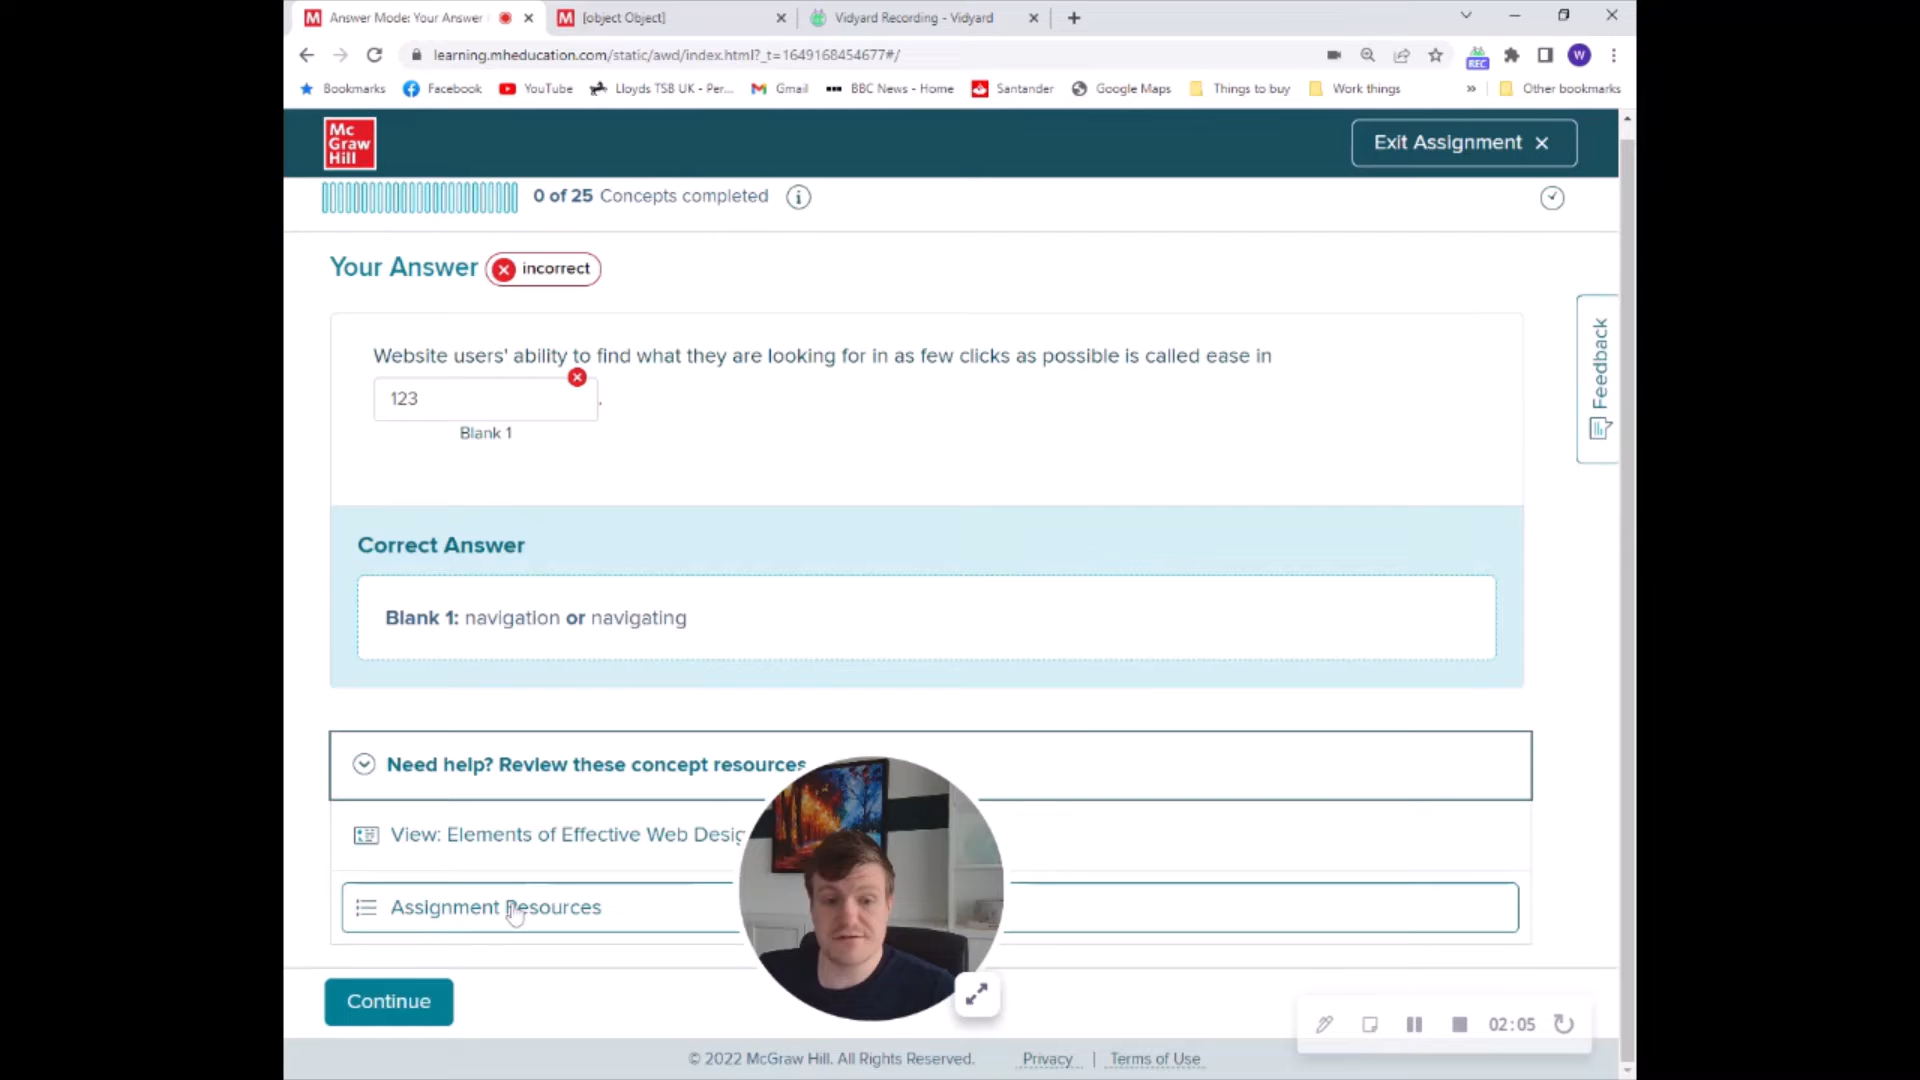 Answer Mode: Your Answer
[object Object]
Vidyard Recording - Vidyard
learning.mheducation.com/static/awd/index.html?_t=1649168454677#/
REC
W
Bookmarks
Facebook
YouTube
Lloyds TSB UK - Per...
Gmail
BBC News - Home
Santander
Google Maps
Things to buy
Work things
»
Other bookmarks
Mc
Graw
Hill
Exit Assignment
0 of 25 Concepts completed
Your Answer
incorrect
Feedback
Website users' ability to find what they are looking for in as few clicks as possible is called ease in
123
.
Blank 1
Correct Answer
Blank 1: navigation or navigating
Need help? Review these concept resources
View: Elements of Effective Web Desig
Assignment Resources
Continue
02:05
© 2022 McGraw Hill. All Rights Reserved.
Privacy | Terms of Use